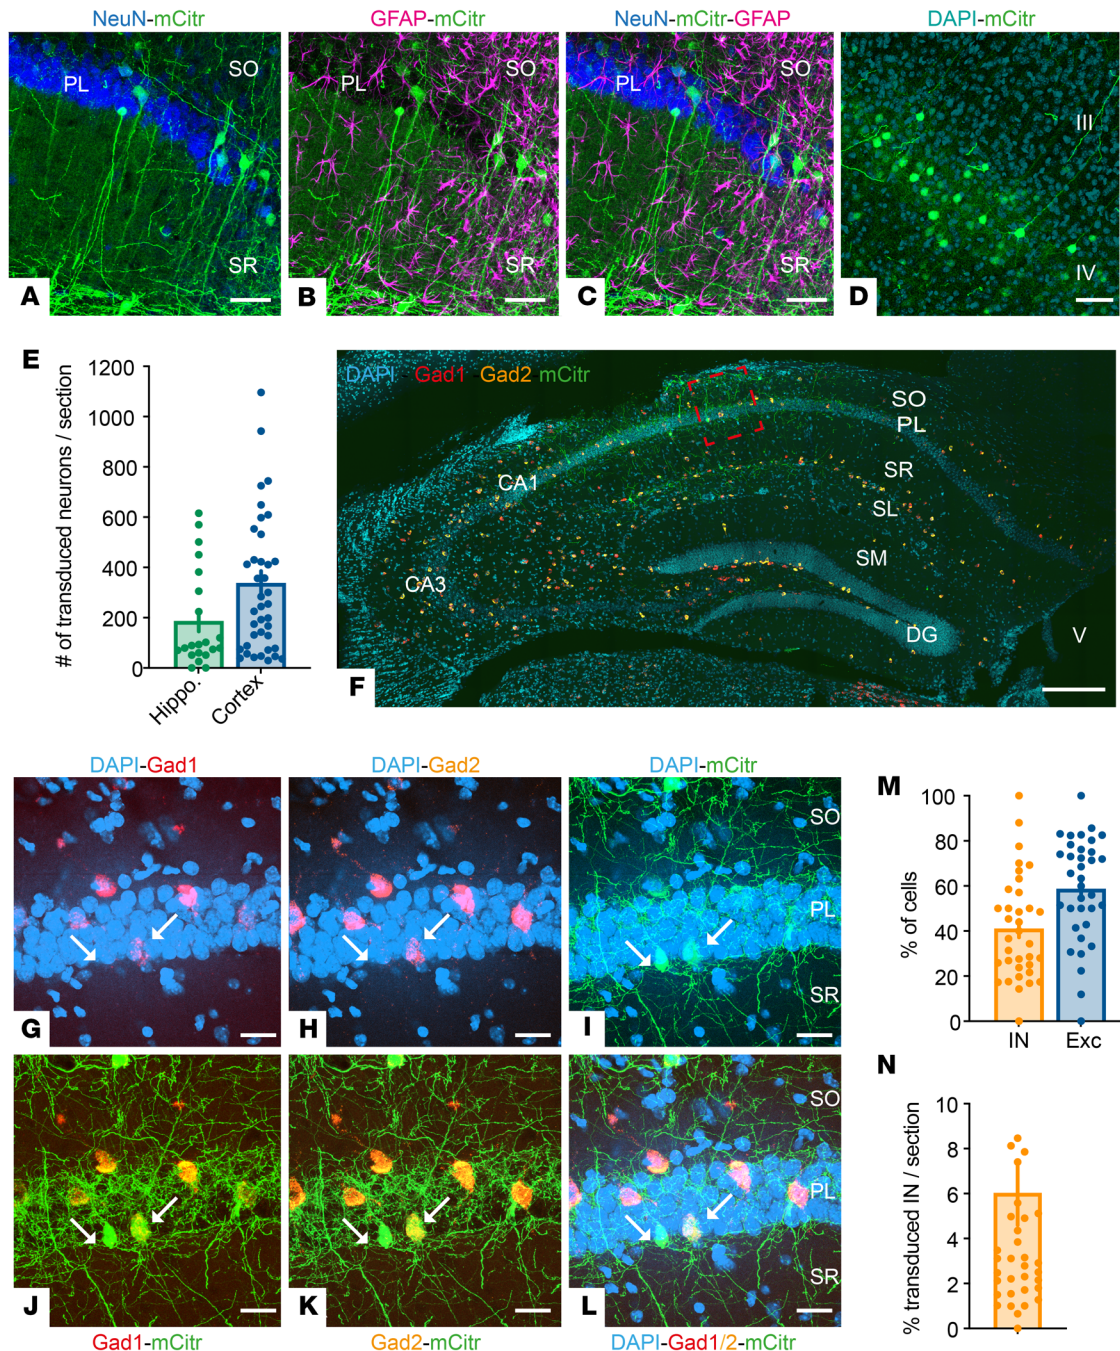 NeuN-mCitr
GFAP-mCitr
NeuN-mCitr-GFAP
DAPI-mCitr
PL
SO
SR
A
PL
SO
SR
B
PL
SO
SR
C
III
IV
D
E
# of transduced neurons / section
1200
1000
800
600
400
200
0
Hippo.
Cortex
DAPI Gad1 Gad2 mCitr
SO
PL
SR
SL
SM
CA1
CA3
DG
V
F
DAPI-Gad1
DAPI-Gad2
DAPI-mCitr
G
H
SO
PL
SR
I
J
K
SO
PL
SR
L
Gad1-mCitr
Gad2-mCitr
DAPI-Gad1/2-mCitr
M
% of cells
100
80
60
40
20
0
IN
Exc
N
% transduced IN / section
10
8
6
4
2
0
IN